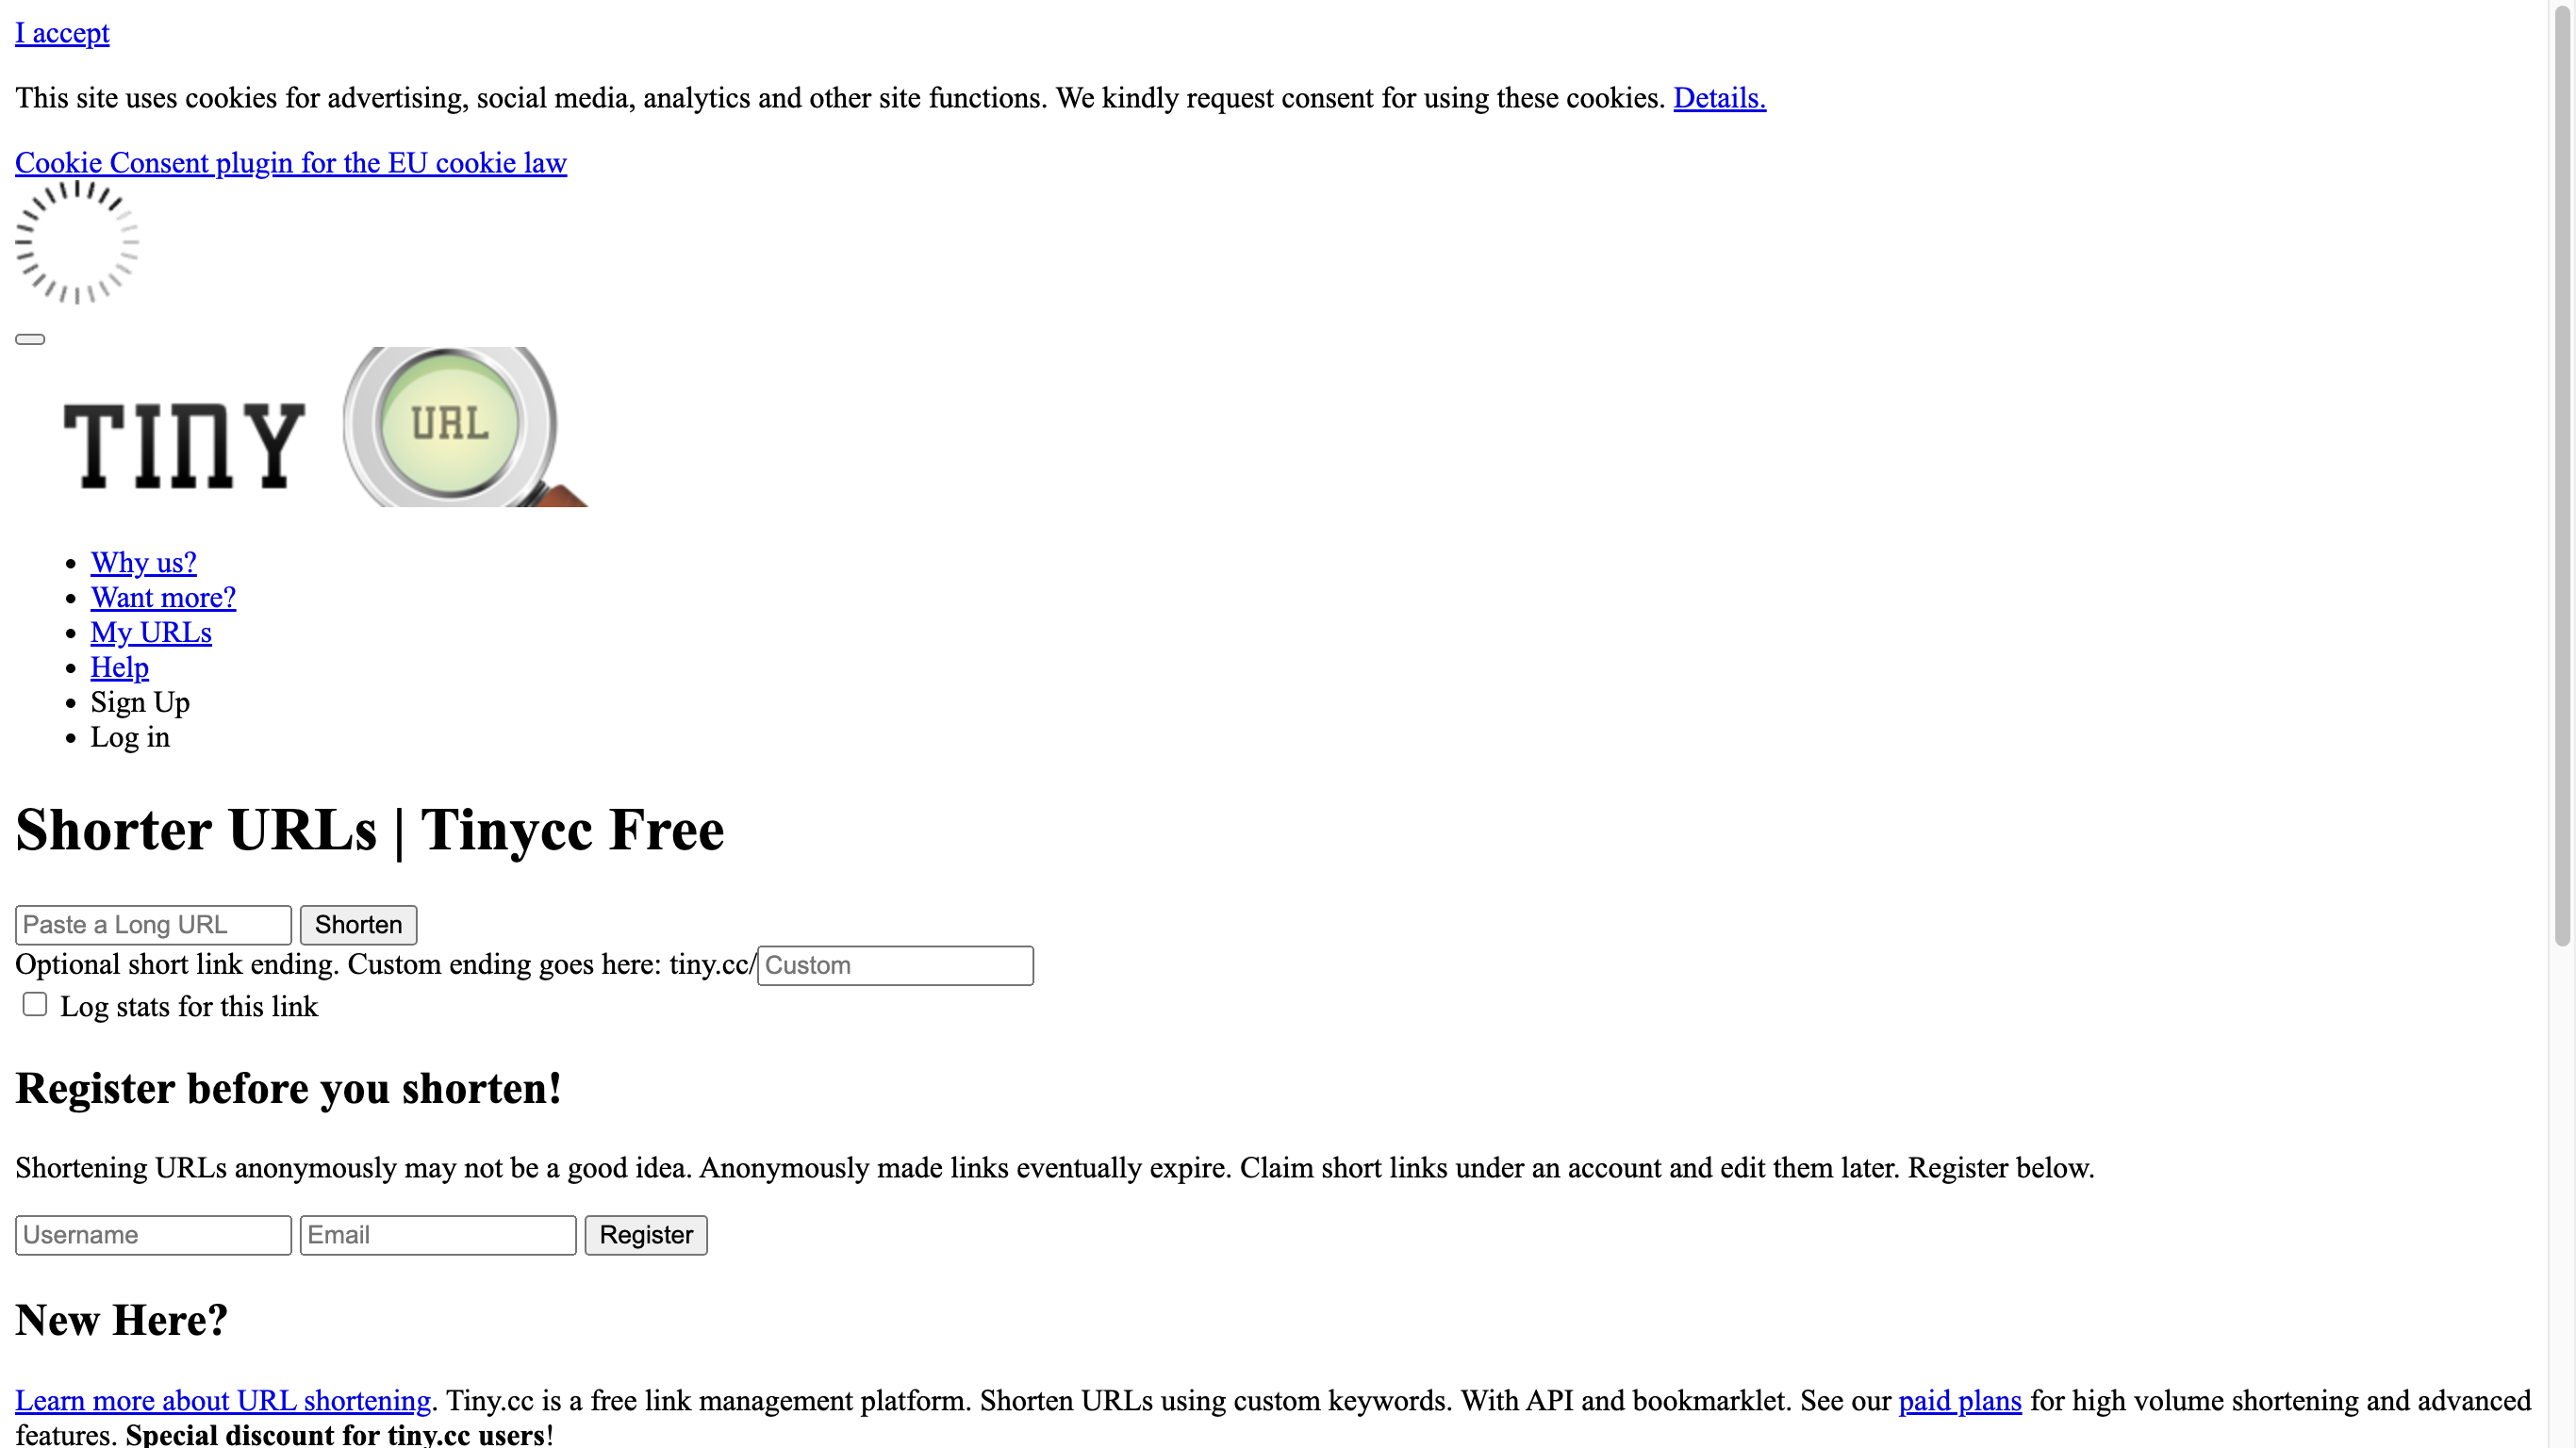 I accept
This site uses cookies for advertising, social media, analytics and other site functions. We kindly request consent for using these cookies. Details.
Cookie Consent plugin for the EU cookie law
TINY URL
Why us?
Want more?
My URLs
Help
Sign Up
Log in
Shorter URLs | Tinycc Free
Paste a Long URL Shorten
Optional short link ending. Custom ending goes here: tiny.cc/ Custom
Log stats for this link
Register before you shorten!
Shortening URLs anonymously may not be a good idea. Anonymously made links eventually expire. Claim short links under an account and edit them later. Register below.
Username Email Register
New Here?
Learn more about URL shortening. Tiny.cc is a free link management platform. Shorten URLs using custom keywords. With API and bookmarklet. See our paid plans for high volume shortening and advanced
features. Special discount for tiny.cc users!